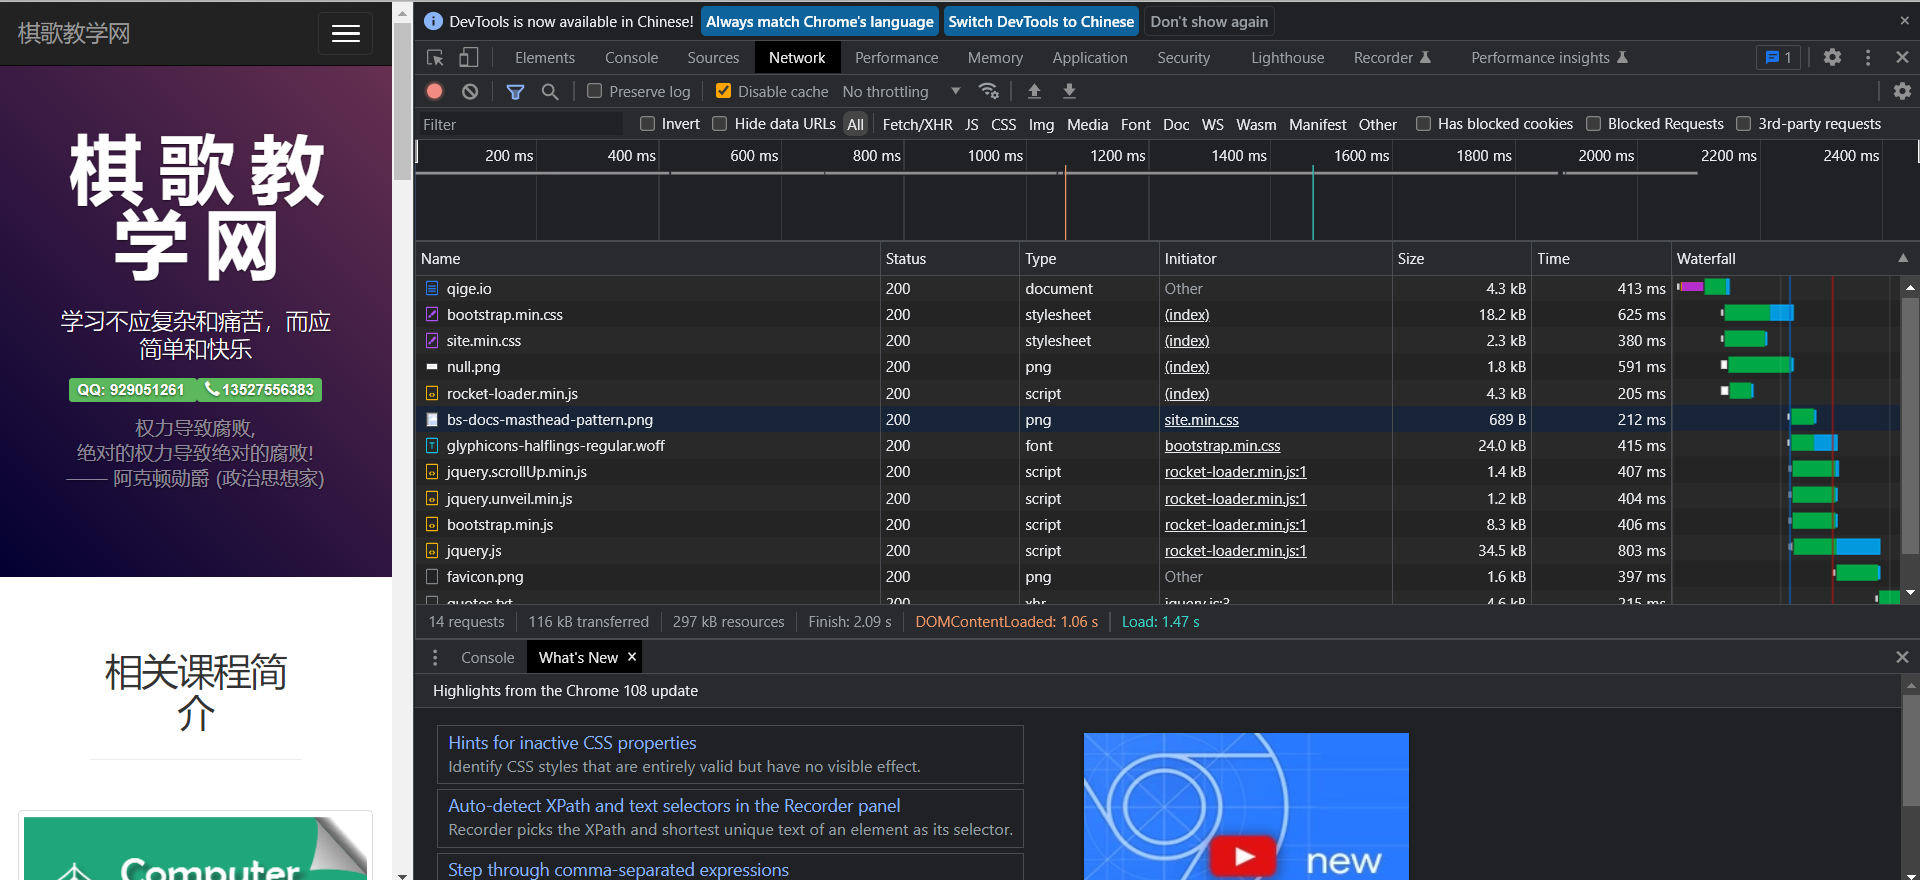 棋歌教学网
棋歌教
学网
学习不应复杂和痛苦，而应
简单和快乐
QQ: 929051261 13527556383
权力导致腐败,
绝对的权力导致绝对的腐败!
—— 阿克顿勋爵 (政治思想家)
相关课程简
介
Computer
DevTools is now available in Chinese! Always match Chrome's language Switch DevTools to Chinese Don't show again ×
Elements Console Sources Network Performance Memory Application Security Lighthouse Recorder Performance insights 1
Preserve log Disable cache No throttling
Filter Invert Hide data URLs All Fetch/XHR JS CSS Img Media Font Doc WS Wasm Manifest Other Has blocked cookies Blocked Requests 3rd-party requests
200 ms 400 ms 600 ms 800 ms 1000 ms 1200 ms 1400 ms 1600 ms 1800 ms 2000 ms 2200 ms 2400 ms
Name Status Type Initiator Size Time Waterfall
qige.io 200 document Other 4.3 kB 413 ms
bootstrap.min.css 200 stylesheet (index) 18.2 kB 625 ms
site.min.css 200 stylesheet (index) 2.3 kB 380 ms
null.png 200 png (index) 1.8 kB 591 ms
rocket-loader.min.js 200 script (index) 4.3 kB 205 ms
bs-docs-masthead-pattern.png 200 png site.min.css 689 B 212 ms
glyphicons-halflings-regular.woff 200 font bootstrap.min.css 24.0 kB 415 ms
jquery.scrollUp.min.js 200 script rocket-loader.min.js:1 1.4 kB 407 ms
jquery.unveil.min.js 200 script rocket-loader.min.js:1 1.2 kB 404 ms
bootstrap.min.js 200 script rocket-loader.min.js:1 8.3 kB 406 ms
jquery.js 200 script rocket-loader.min.js:1 34.5 kB 803 ms
favicon.png 200 png Other 1.6 kB 397 ms
quotes.txt 200 xhr jquery.js:3 4.6 kB 215 ms
14 requests 116 kB transferred 297 kB resources Finish: 2.09 s DOMContentLoaded: 1.06 s Load: 1.47 s
Console What's New ×
Highlights from the Chrome 108 update
Hints for inactive CSS properties
Identify CSS styles that are entirely valid but have no visible effect.
Auto-detect XPath and text selectors in the Recorder panel
Recorder picks the XPath and shortest unique text of an element as its selector.
Step through comma-separated expressions
new